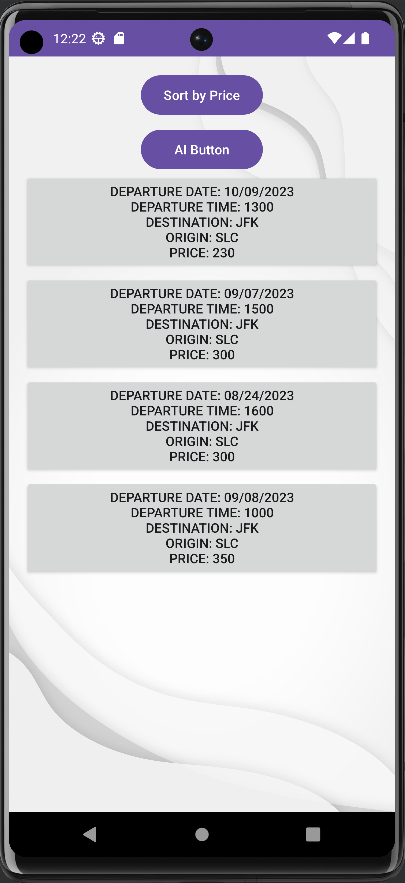 12:22
Sort by Price
AI Button
DEPARTURE DATE: 10/09/2023
DEPARTURE TIME: 1300
DESTINATION: JFK
ORIGIN: SLC
PRICE: 230
DEPARTURE DATE: 09/07/2023
DEPARTURE TIME: 1500
DESTINATION: JFK
ORIGIN: SLC
PRICE: 300
DEPARTURE DATE: 08/24/2023
DEPARTURE TIME: 1600
DESTINATION: JFK
ORIGIN: SLC
PRICE: 300
DEPARTURE DATE: 09/08/2023
DEPARTURE TIME: 1000
DESTINATION: JFK
ORIGIN: SLC
PRICE: 350